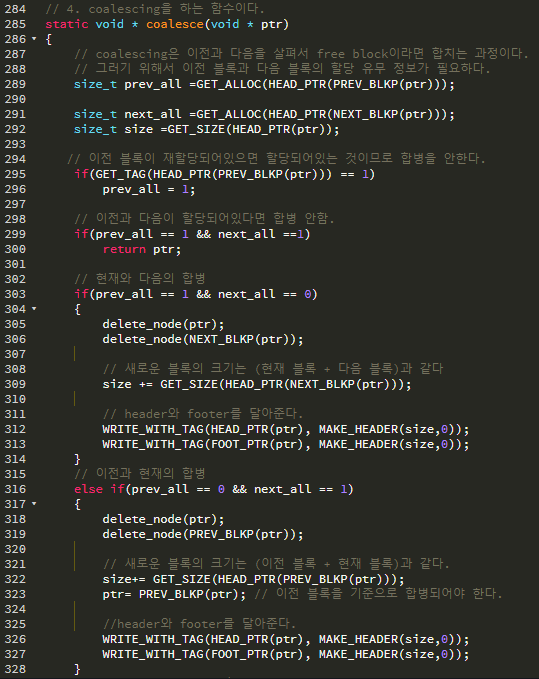 284 // 4. coalescing을 하는 함수이다.
285 static void * coalesce(void * ptr)
286 {
287 // coalescing은 이전과 다음을 살펴서 free block이라면 합치는 과정이다.
288 // 그러기 위해서 이전 블록과 다음 블록의 할당 유무 정보가 필요하다.
289 size_t prev_all =GET_ALLOC(HEAD_PTR(PREV_BLKP(ptr)));
290
291 size_t next_all =GET_ALLOC(HEAD_PTR(NEXT_BLKP(ptr)));
292 size_t size =GET_SIZE(HEAD_PTR(ptr));
293
294 // 이전 블록이 재할당되어있으면 할당되어있는 것이므로 합병을 안한다.
295 if(GET_TAG(HEAD_PTR(PREV_BLKP(ptr))) == 1)
296 prev_all = 1;
297
298 // 이전과 다음이 할당되어있다면 합병 안함.
299 if(prev_all == 1 && next_all ==1)
300 return ptr;
301
302 // 현재와 다음의 합병
303 if(prev_all == 1 && next_all == 0)
304 {
305 delete_node(ptr);
306 delete_node(NEXT_BLKP(ptr));
307
308 // 새로운 블록의 크기는 (현재 블록 + 다음 블록)과 같다
309 size += GET_SIZE(HEAD_PTR(NEXT_BLKP(ptr)));
310
311 // header와 footer를 달아준다.
312 WRITE_WITH_TAG(HEAD_PTR(ptr), MAKE_HEADER(size,0));
313 WRITE_WITH_TAG(FOOT_PTR(ptr), MAKE_HEADER(size,0));
314 }
315 // 이전과 현재의 합병
316 else if(prev_all == 0 && next_all == 1)
317 {
318 delete_node(ptr);
319 delete_node(PREV_BLKP(ptr));
320
321 // 새로운 블록의 크기는 (이전 블록 + 현재 블록)과 같다.
322 size+= GET_SIZE(HEAD_PTR(PREV_BLKP(ptr)));
323 ptr= PREV_BLKP(ptr); // 이전 블록을 기준으로 합병되어야 한다.
324
325 //header와 footer를 달아준다.
326 WRITE_WITH_TAG(HEAD_PTR(ptr), MAKE_HEADER(size,0));
327 WRITE_WITH_TAG(FOOT_PTR(ptr), MAKE_HEADER(size,0));
328 }